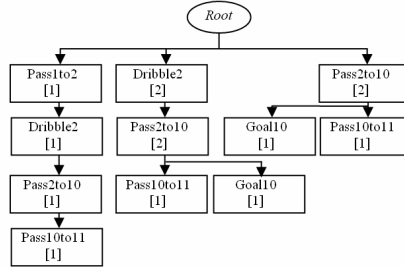 Root
Pass1to2
[1]
Dribble2
[2]
Pass2to10
[2]
Dribble2
[1]
Pass2to10
[2]
Goal10
[1]
Pass10to11
[1]
Pass2to10
[1]
Pass10to11
[1]
Goal10
[1]
Pass10to11
[1]